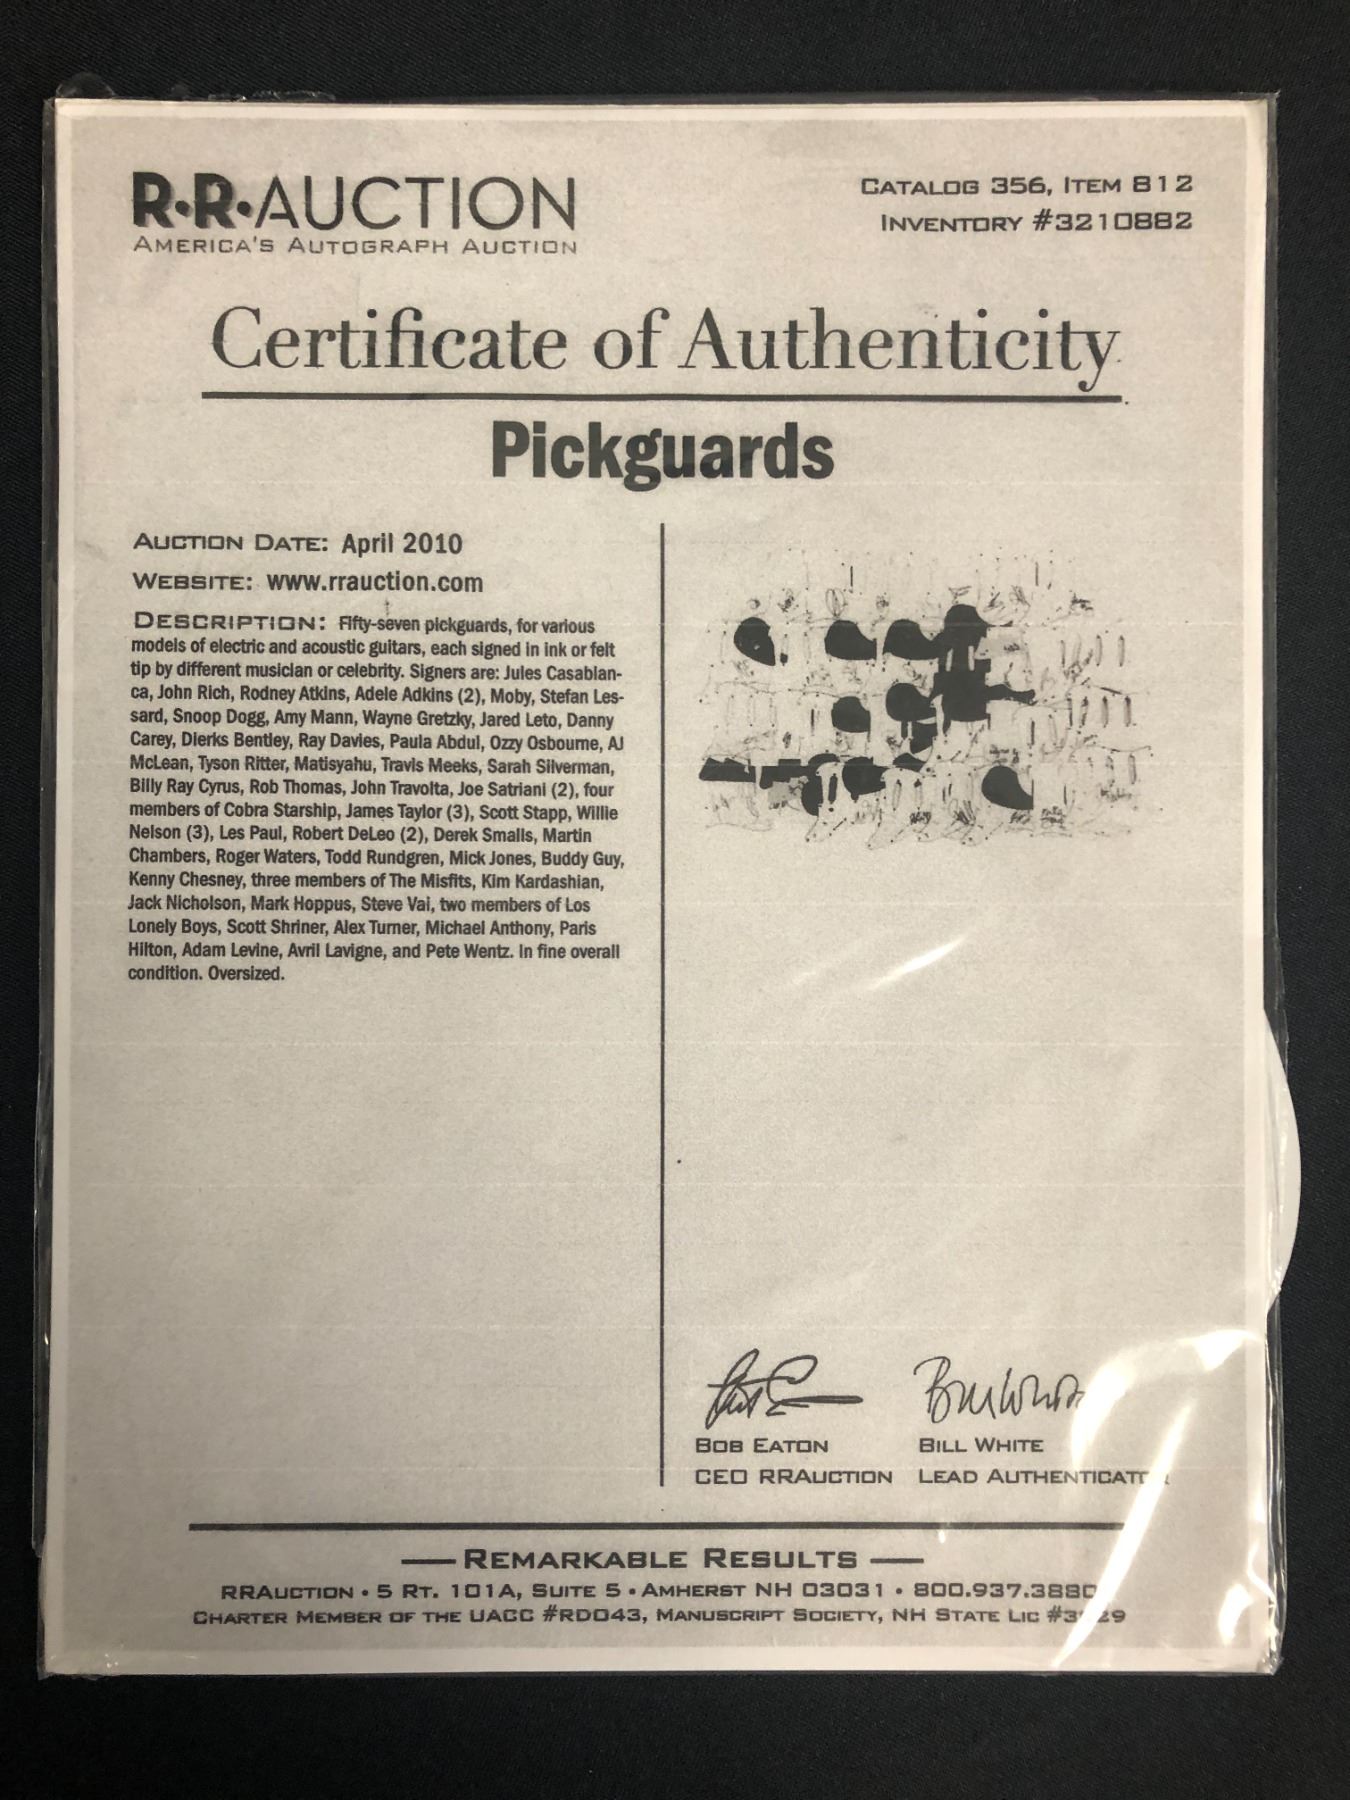 R·R·AUCTION
AMERICA'S AUTOGRAPH AUCTION
CATALOG 356, ITEM 812
INVENTORY #3210882
Certificate of Authenticity
Pickguards
AUCTION DATE: April 2010
WEBSITE: www.rrauction.com
DESCRIPTION: Fifty-seven pickguards, for various
models of electric and acoustic guitars, each signed in ink or felt
tip by different musician or celebrity. Signers are: Jules Casablan-
ca, John Rich, Rodney Atkins, Adele Adkins (2), Moby, Stefan Les-
sard, Snoop Dogg, Amy Mann, Wayne Gretzky, Jared Leto, Danny
Carey, Dierks Bentley, Ray Davies, Paula Abdul, Ozzy Osbourne, AJ
McLean, Tyson Ritter, Matisyahu, Travis Meeks, Sarah Silverman,
Billy Ray Cyrus, Rob Thomas, John Travolta, Joe Satriani (2), four
members of Cobra Starship, James Taylor (3), Scott Stapp, Willie
Nelson (3), Les Paul, Robert DeLeo (2), Derek Smalls, Martin
Chambers, Roger Waters, Todd Rundgren, Mick Jones, Buddy Guy,
Kenny Chesney, three members of The Misfits, Kim Kardashian,
Jack Nicholson, Mark Hoppus, Steve Vai, two members of Los
Lonely Boys, Scott Shriner, Alex Turner, Michael Anthony, Paris
Hilton, Adam Levine, Avril Lavigne, and Pete Wentz. In fine overall
condition. Oversized.
Bill White
BOB EATON BILL WHITE
CEO RRAUCTION LEAD AUTHENTICATOR
REMARKABLE RESULTS
RRAUCTION • 5 RT. 101A, SUITE 5 • AMHERST NH 03031 • 800.937.3880
CHARTER MEMBER OF THE UACC #RD043, MANUSCRIPT SOCIETY, NH STATE LIC